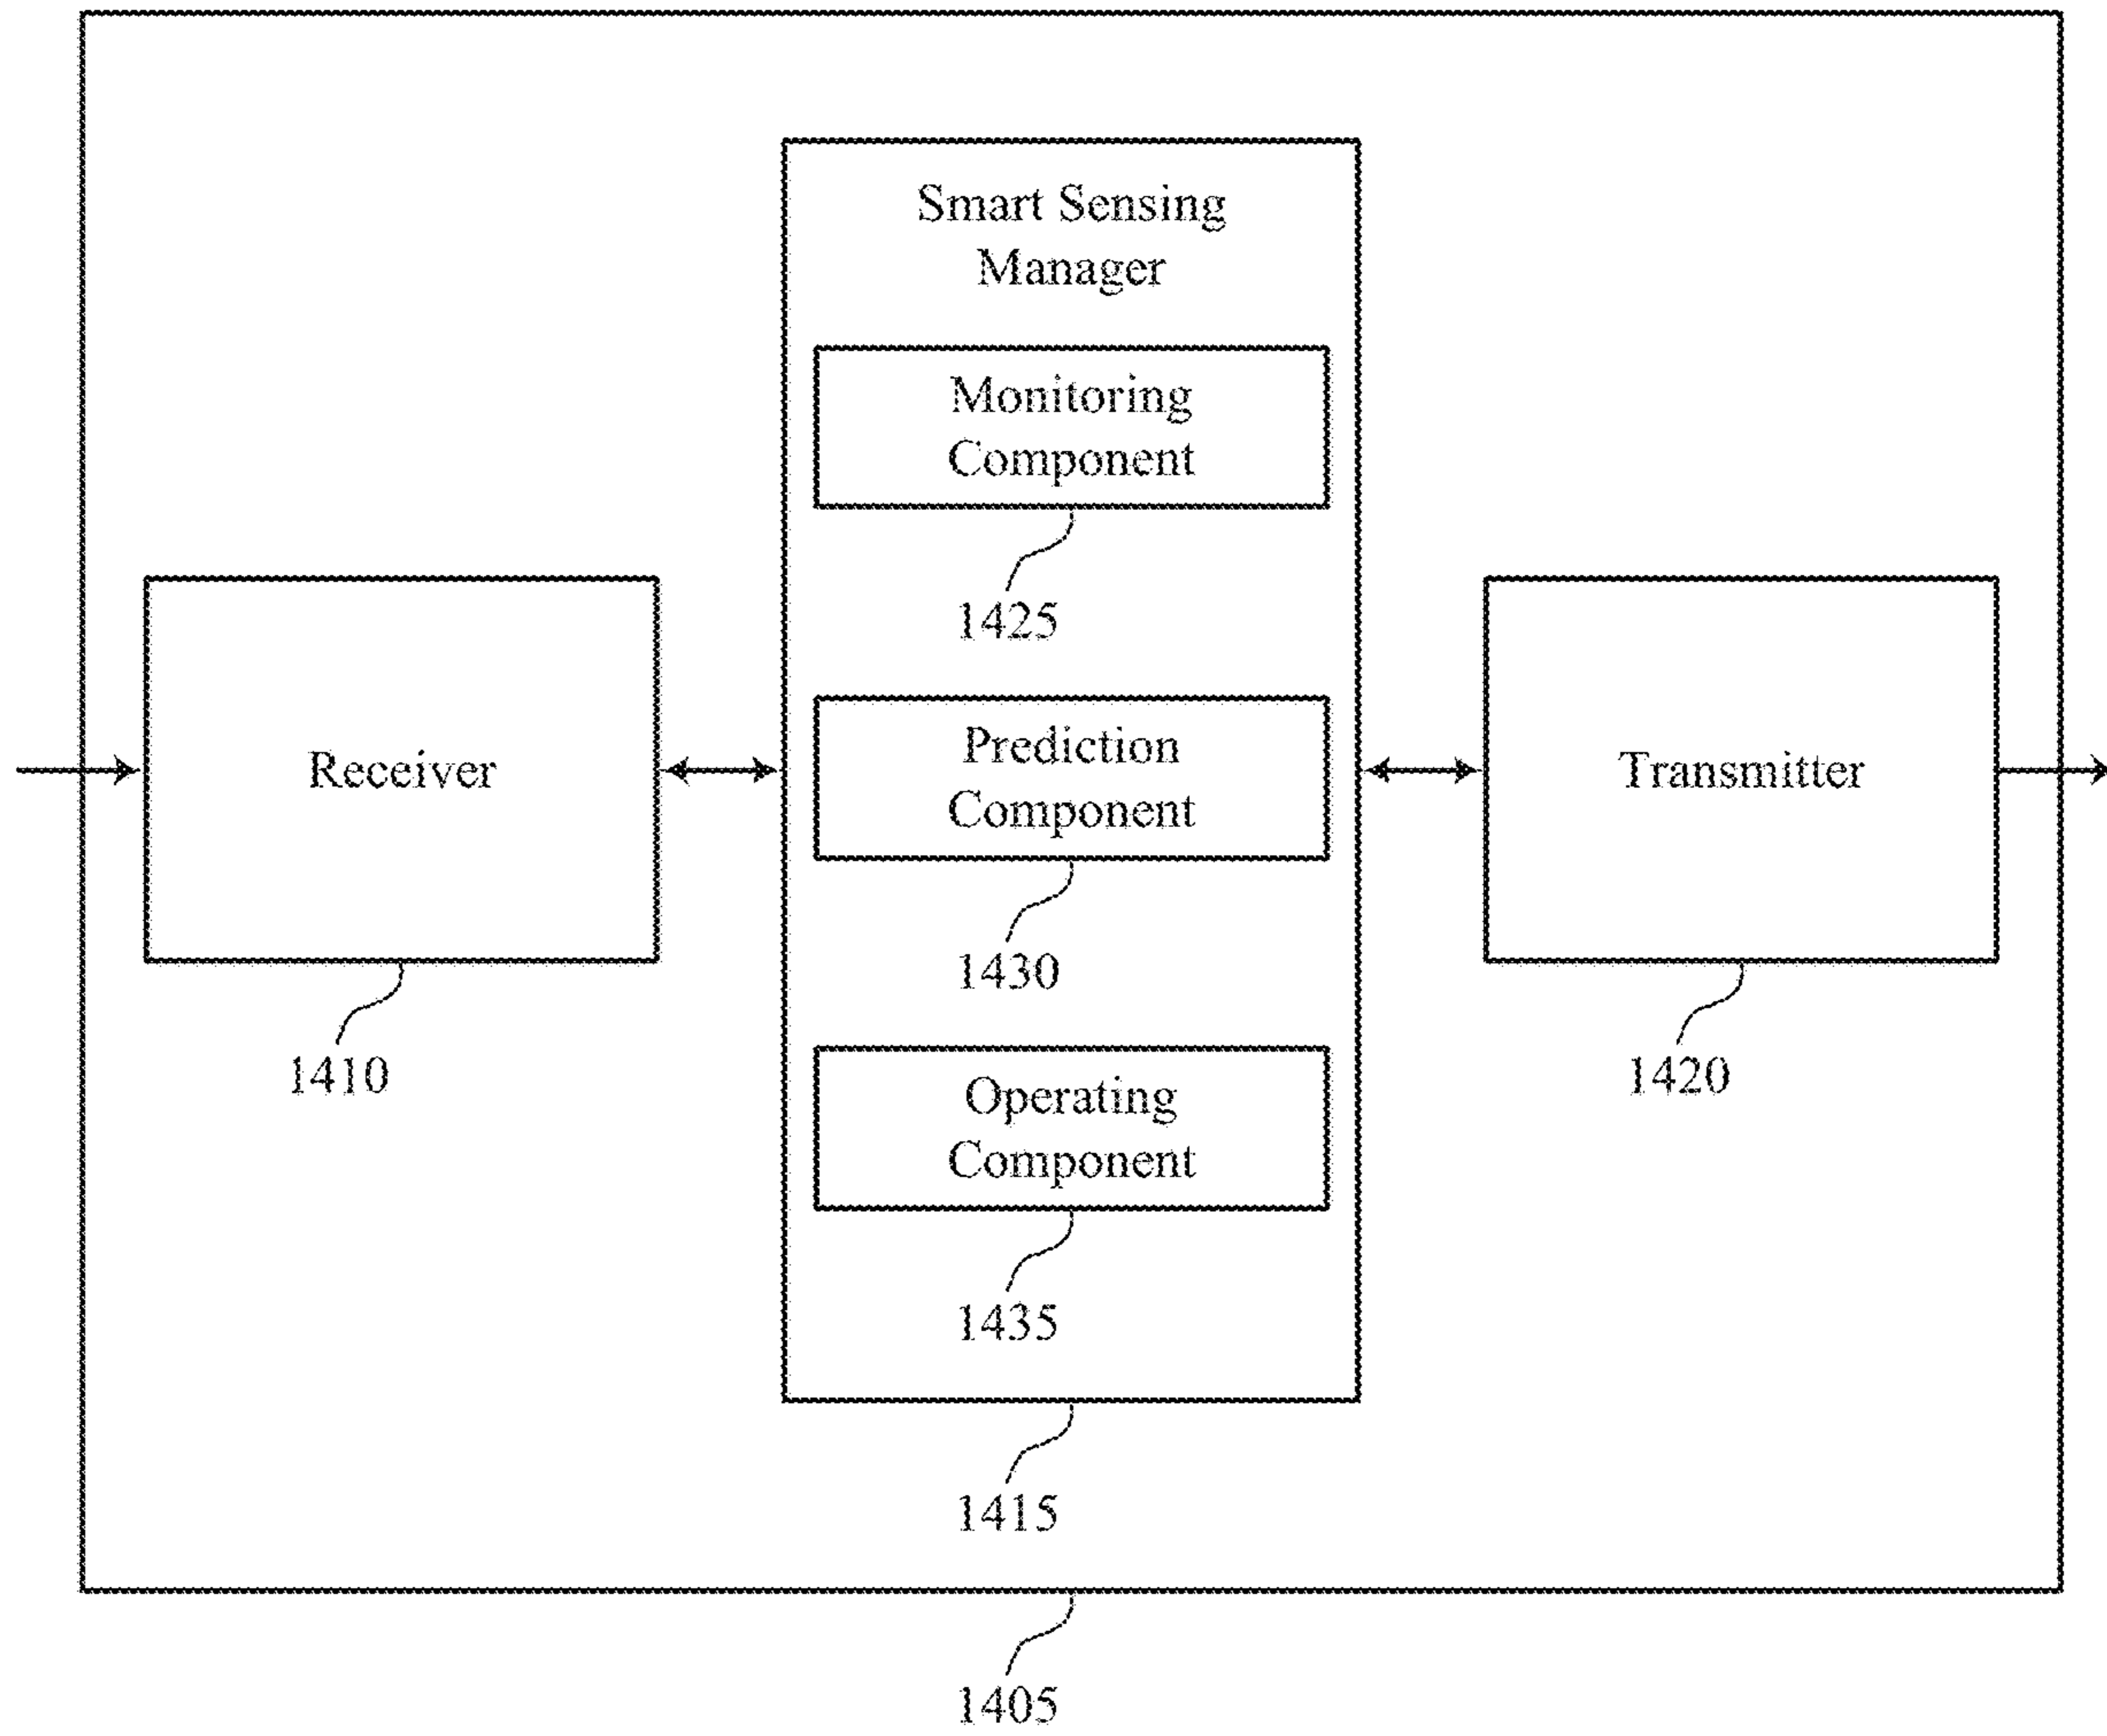 Smart Sensing
Manager
Monitoring
Component
1425
Receiver
1410
Prediction
Component
1430
Transmitter
1420
Operating
Component
1435
1415
1405